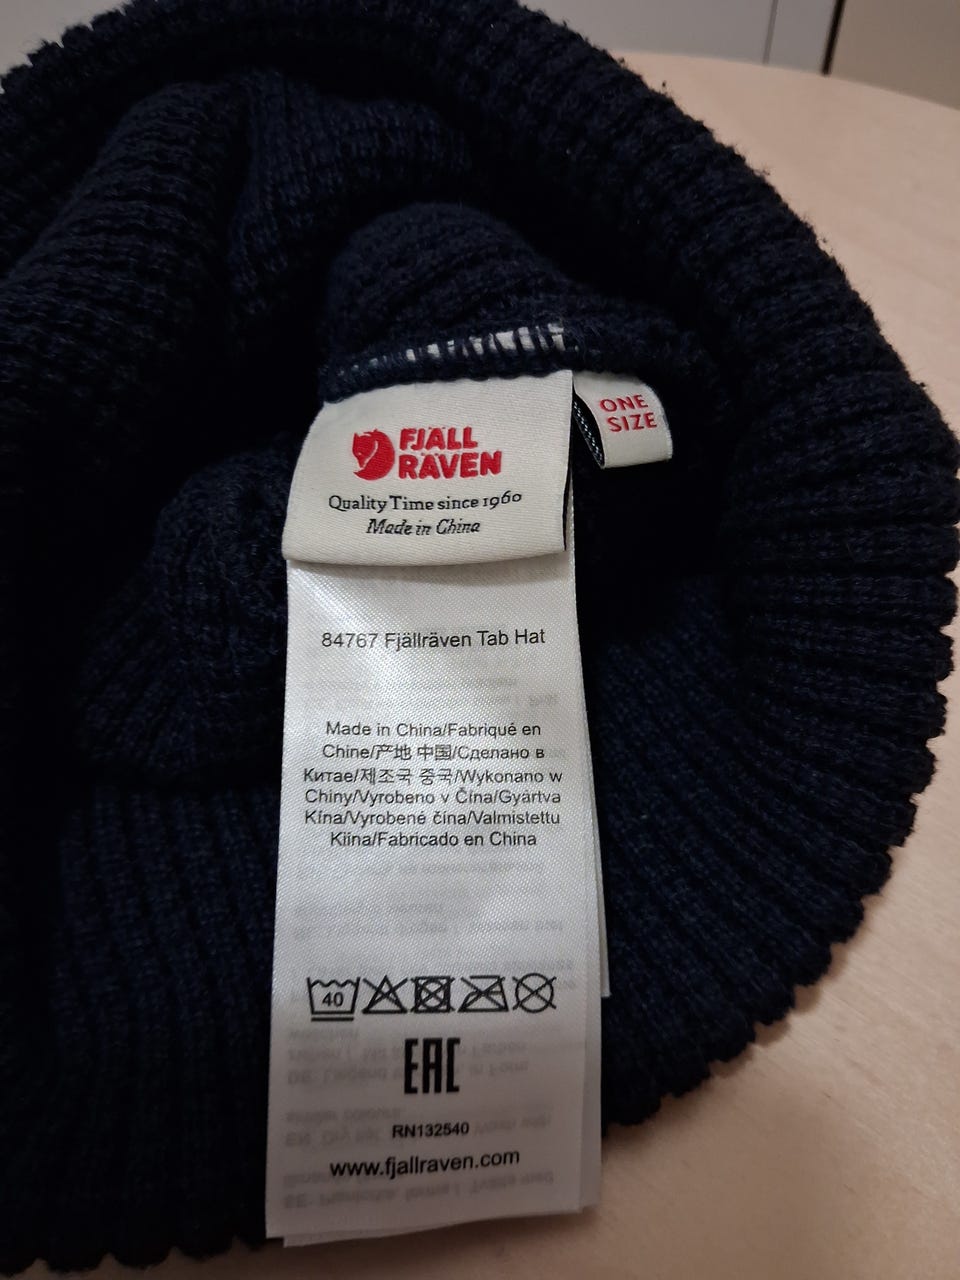 FJÄLL
RÄVEN
Quality Time since 1960
Made in China
ONE
SIZE
84767 Fjällräven Tab Hat
Made in China/Fabriqué en
Chine/产地 中国/Сделано в
Китае/제조국 중국/Wykonano w
Chiny/Vyrobeno v Čína/Gyártva
Kína/Vyrobené čína/Valmistettu
Kiina/Fabricado en China
40
EAC
RN132540
www.fjallraven.com